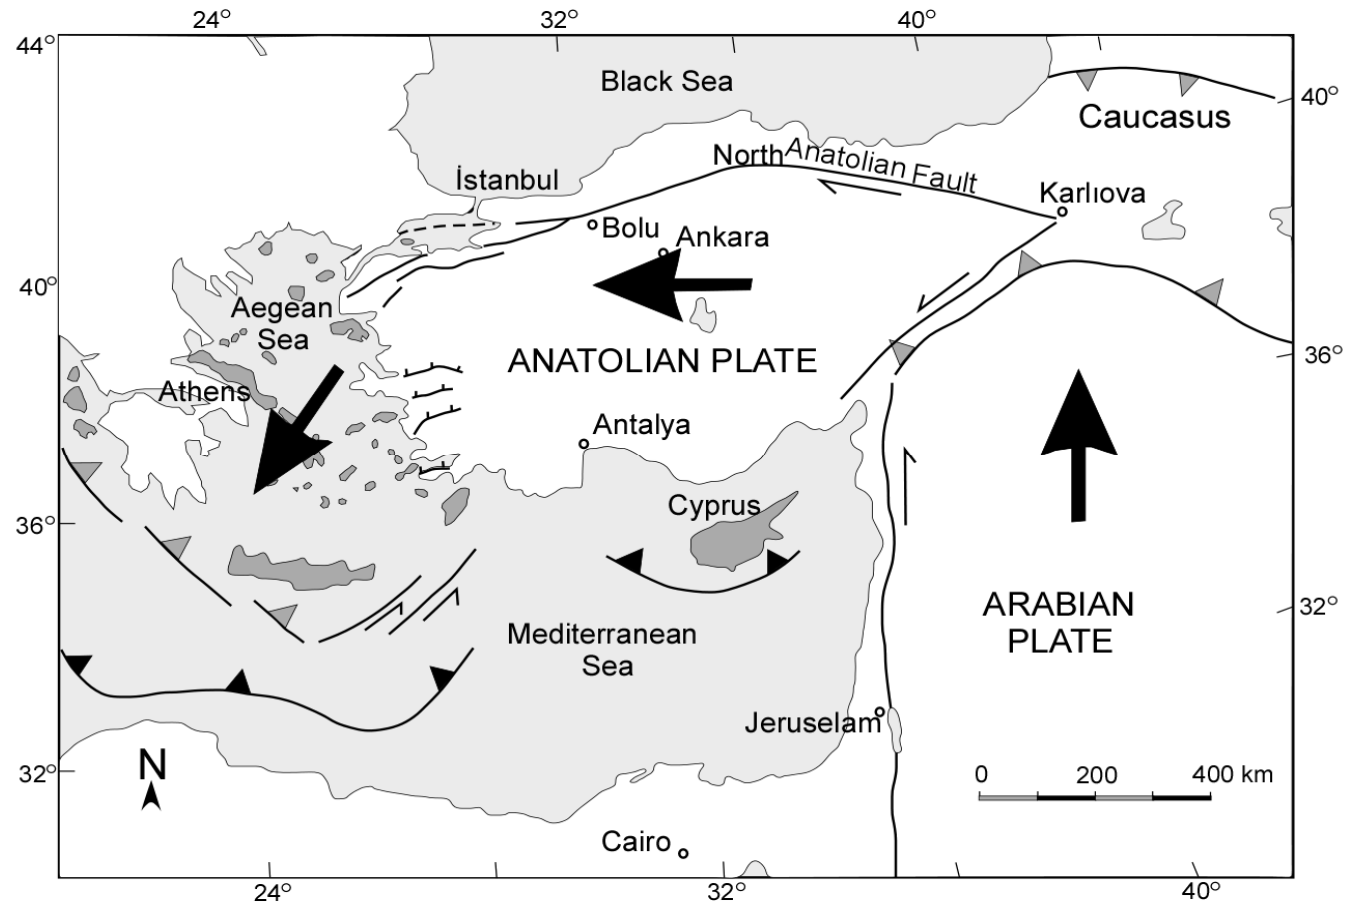 24° 32° 40°
44°
Black Sea
40°
Caucasus
North Anatolian Fault
İstanbul
Karlıova
Bolu
Ankara
40°
Aegean
Sea
36°
ANATOLIAN PLATE
Athens
Antalya
Cyprus
36°
ARABIAN
PLATE
32°
Mediterranean
Sea
Jeruselam
N
32°
0 200 400 km
Cairo
24° 32° 40°